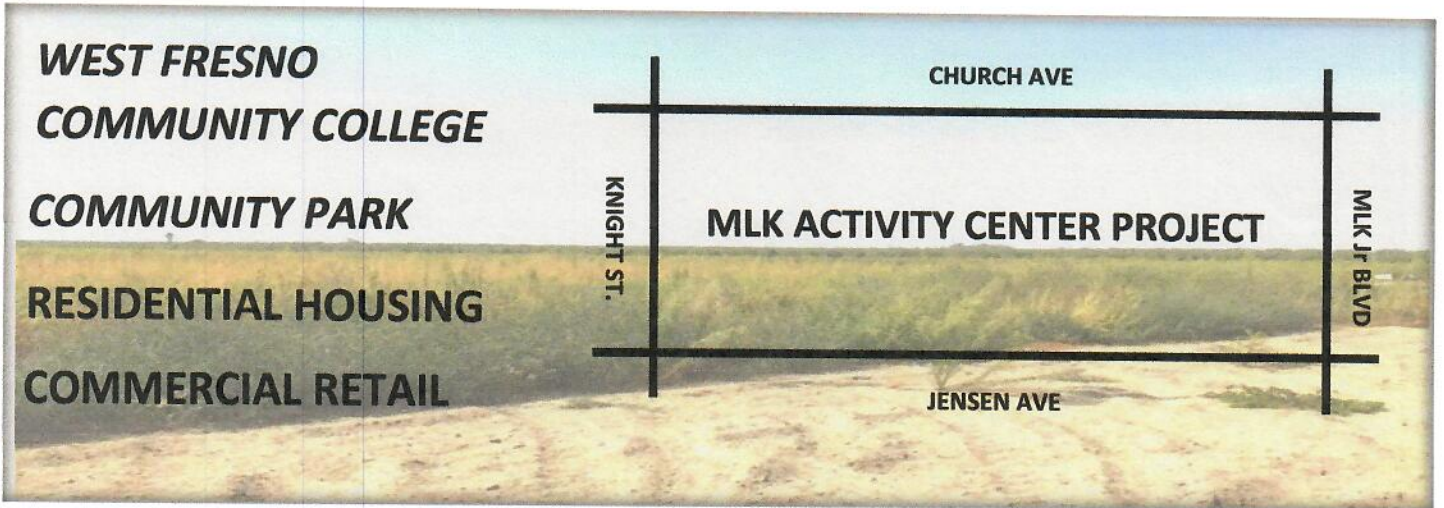 WEST FRESNO
COMMUNITY COLLEGE
COMMUNITY PARK
RESIDENTIAL HOUSING
COMMERCIAL RETAIL
CHURCH AVE
KNIGHT ST.
MLK ACTIVITY CENTER PROJECT
MLK Jr BLVD
JENSEN AVE